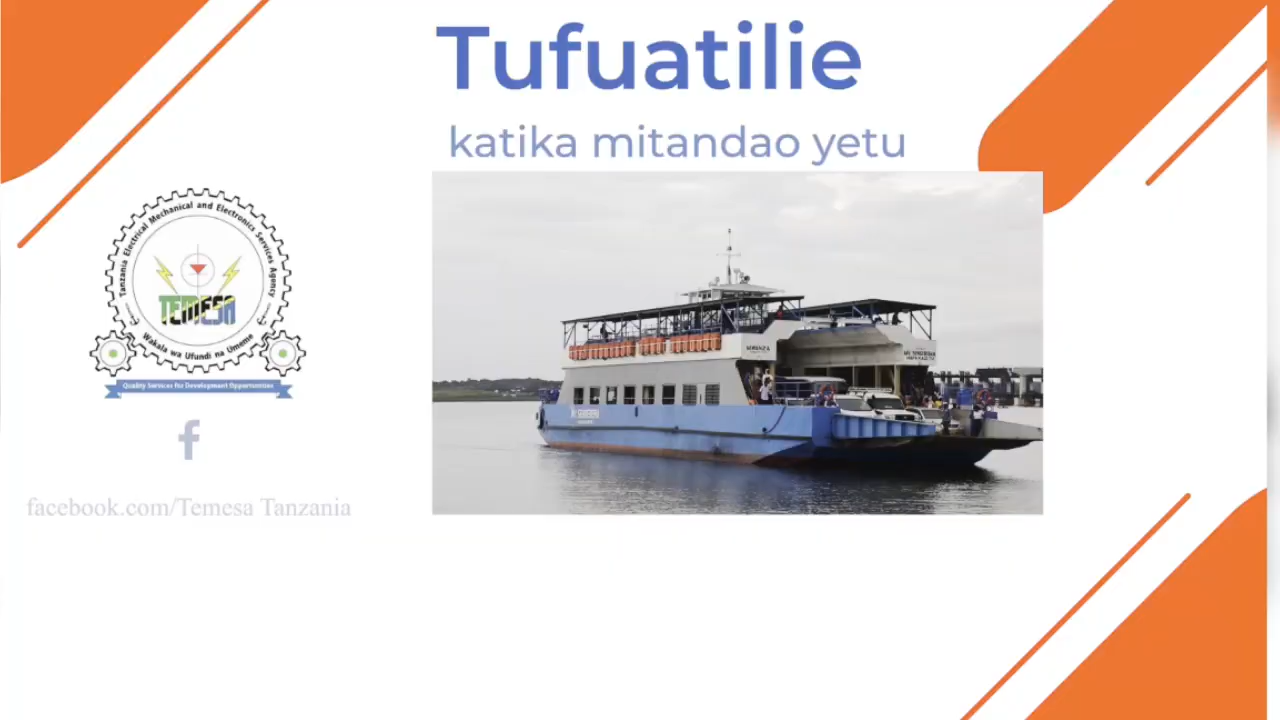 Tufuatilie
katika mitandao yetu
Tanzania Electrical Mechanical and Electronics Services Agency
TEMESA
Wakala wa Ufundi na Umeme
Quality Services for Development Opportunities
facebook.com/Temesa Tanzania
MWANZA